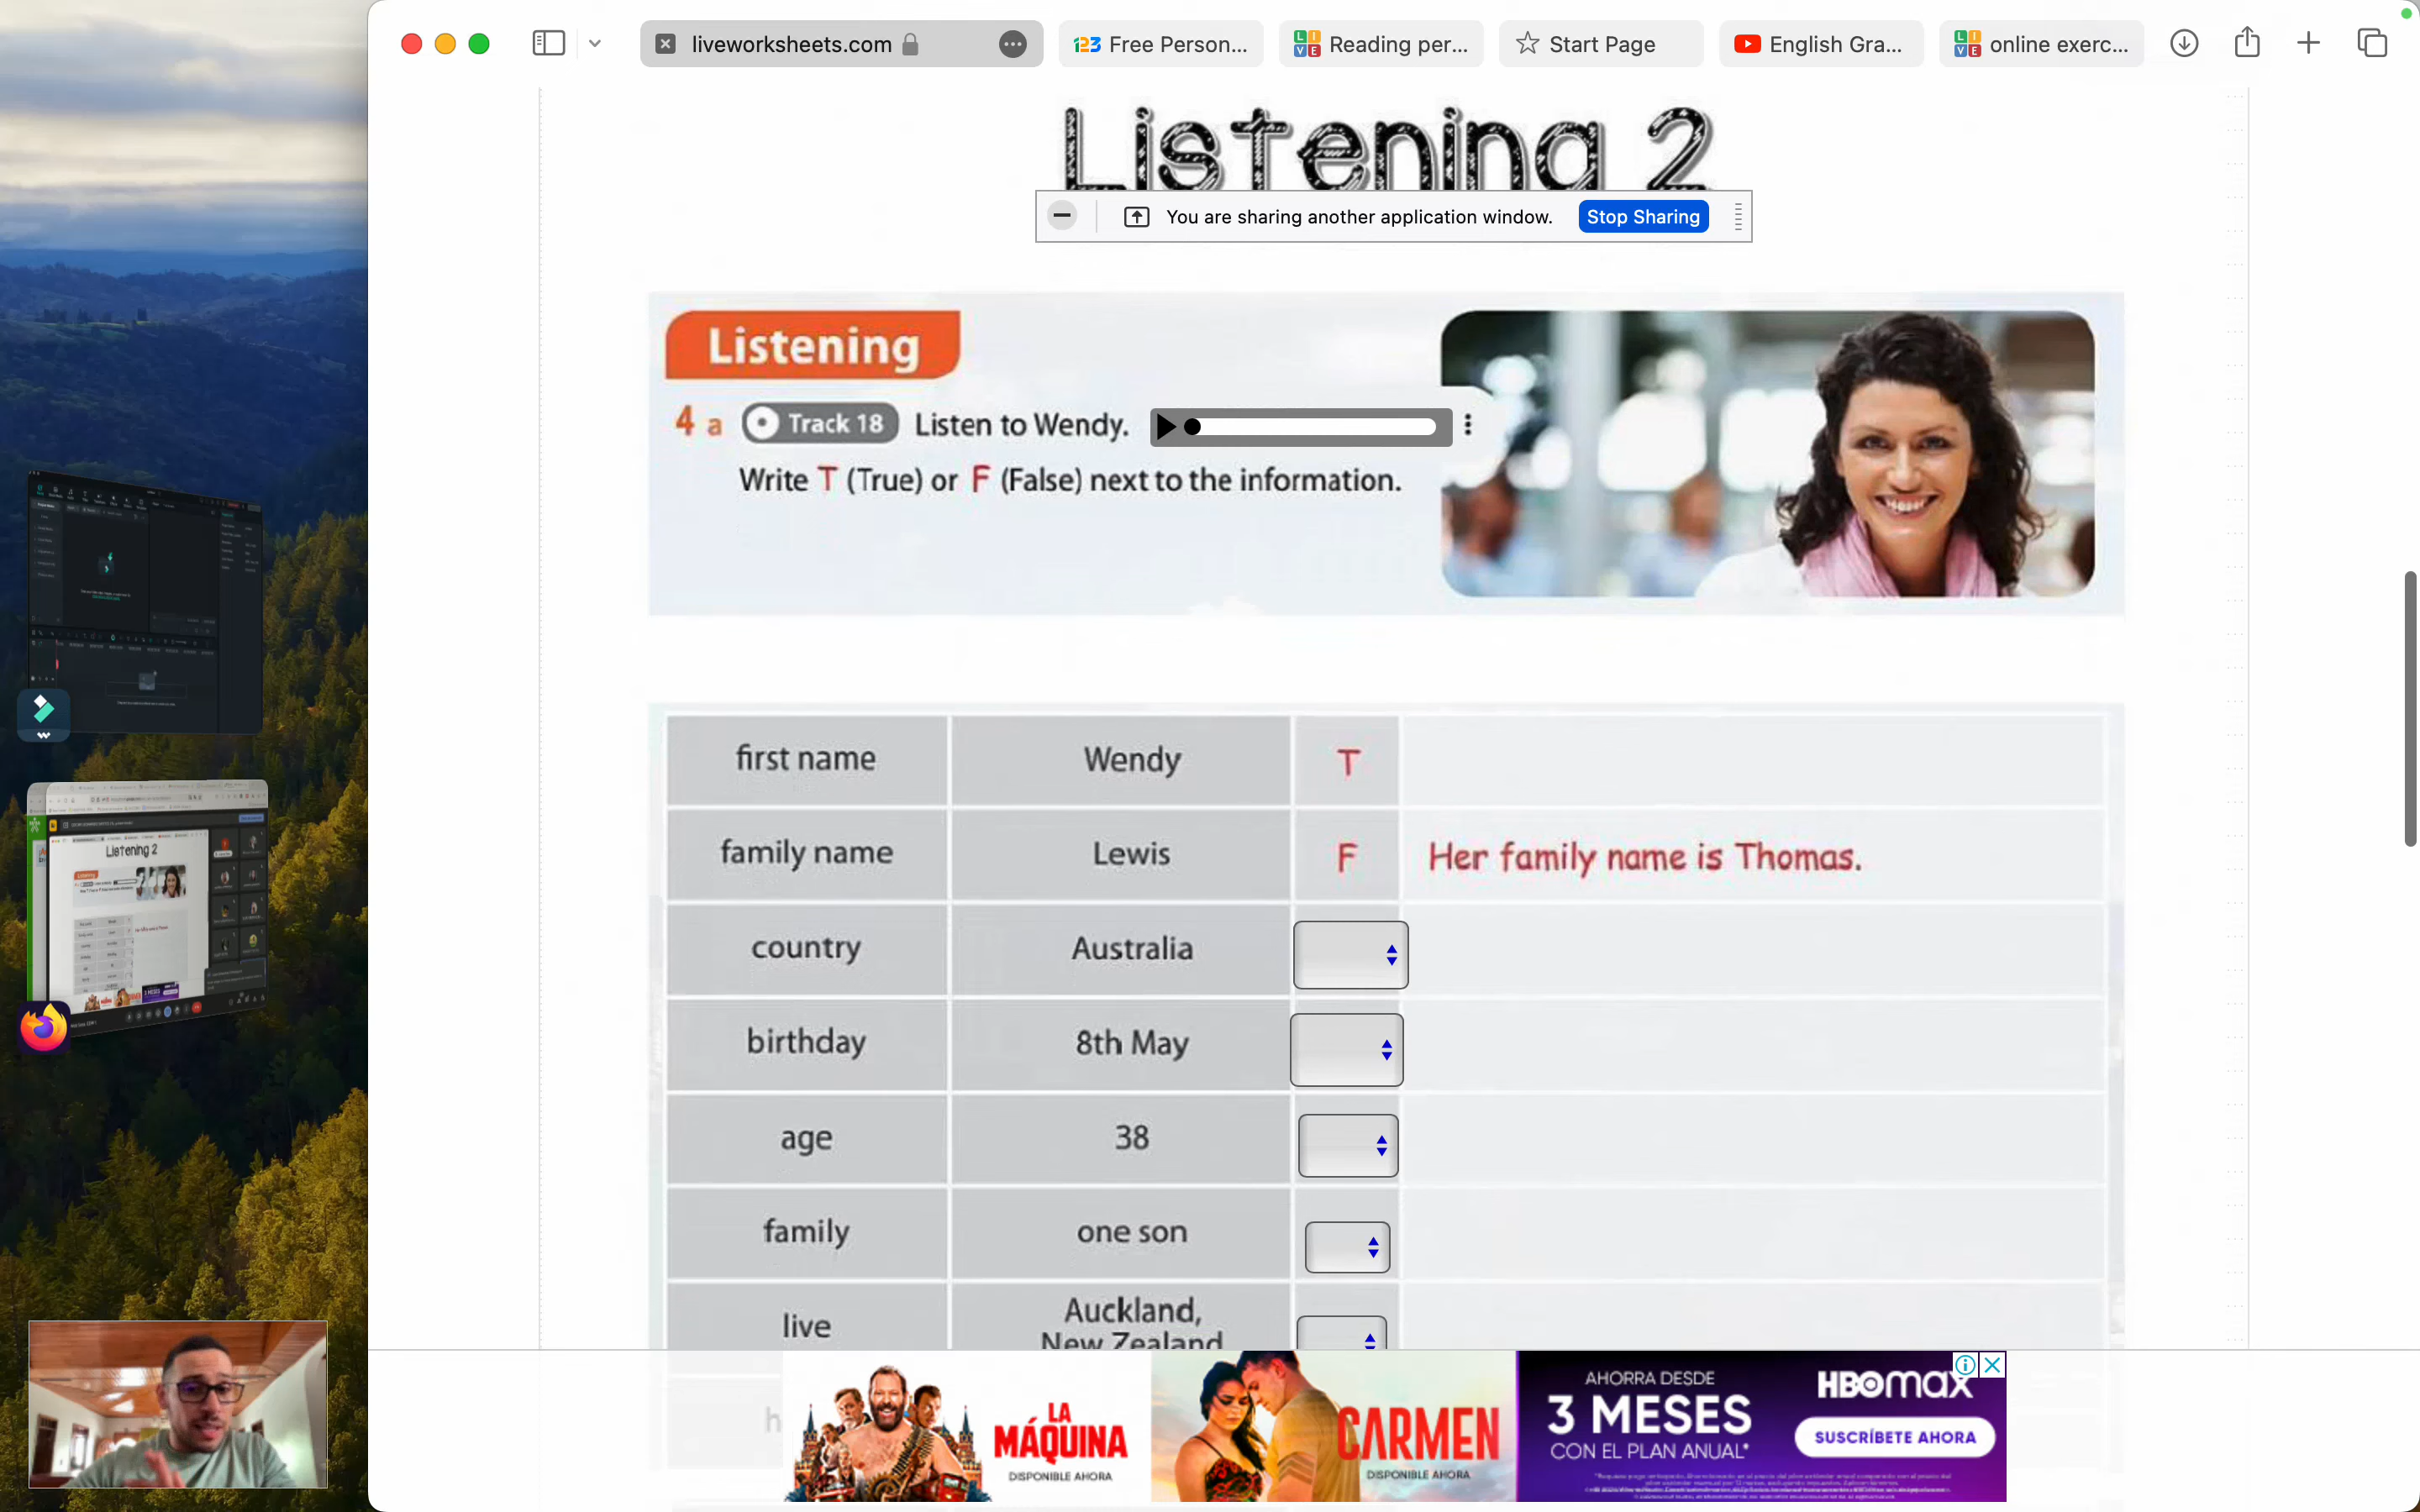 liveworksheets.com
Free Person...
Reading per...
Start Page
English Gra...
online exerc...
Listening 2
You are sharing another application window.
Stop Sharing
Listening
4 a Track 18 Listen to Wendy.
Write T (True) or F (False) next to the information.
first name Wendy T
family name Lewis F Her family name is Thomas.
country Australia
birthday 8th May
age 38
family one son
live Auckland,
New Zealand
h
LA
MÁQUINA
DISPONIBLE AHORA
CARMEN
DISPONIBLE AHORA
AHORRA DESDE
3 MESES
CON EL PLAN ANUAL*
HBOmax
SUSCRÍBETE AHORA
Listening 2